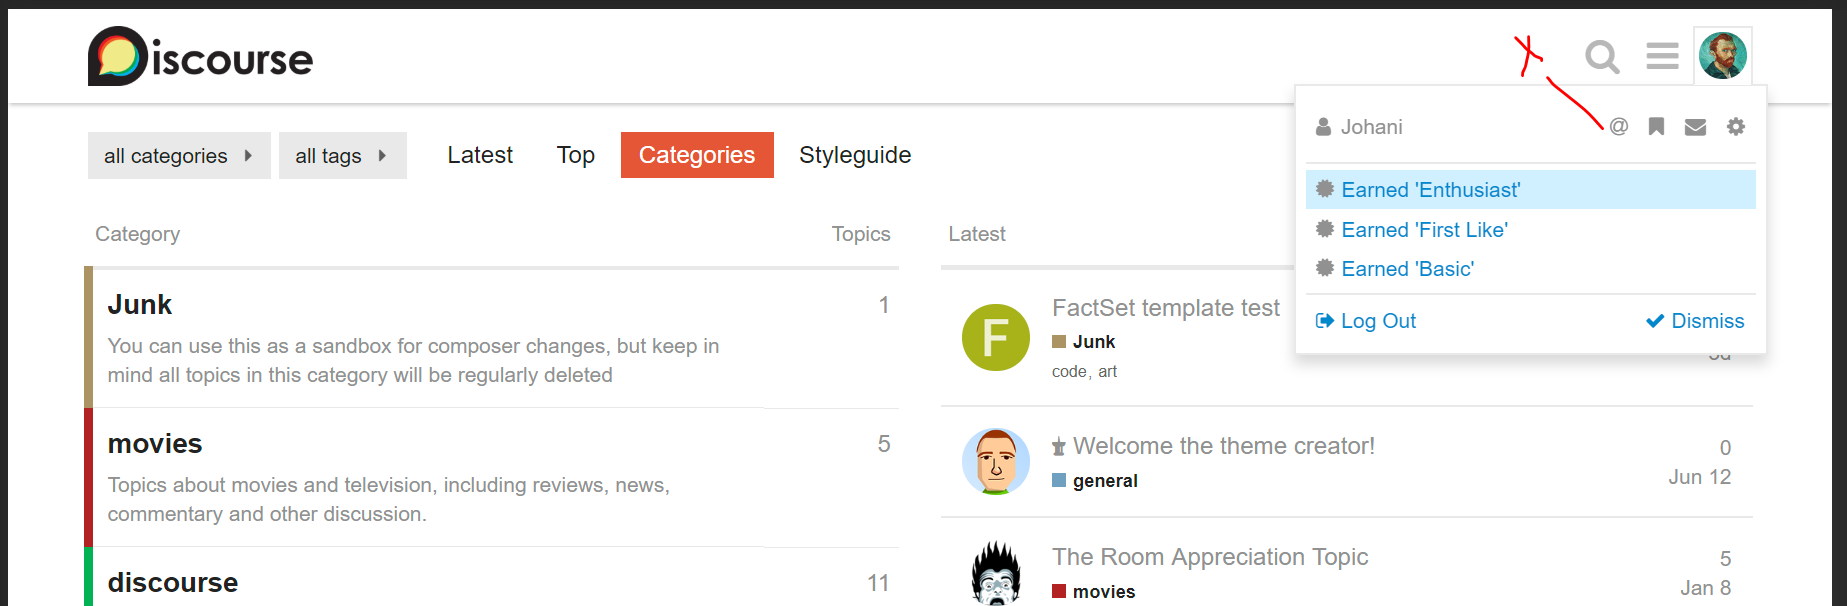 Discourse
Johani
@
all categories
all tags
Latest
Top
Categories
Styleguide
Earned 'Enthusiast'
Earned 'First Like'
Earned 'Basic'
Log Out
Dismiss
Category
Topics
Latest
Junk
1
You can use this as a sandbox for composer changes, but keep in
mind all topics in this category will be regularly deleted
movies
5
Topics about movies and television, including reviews, news,
commentary and other discussion.
discourse
11
F
FactSet template test
Junk
code, art
Welcome the theme creator!
general
0
Jun 12
The Room Appreciation Topic
movies
5
Jan 8